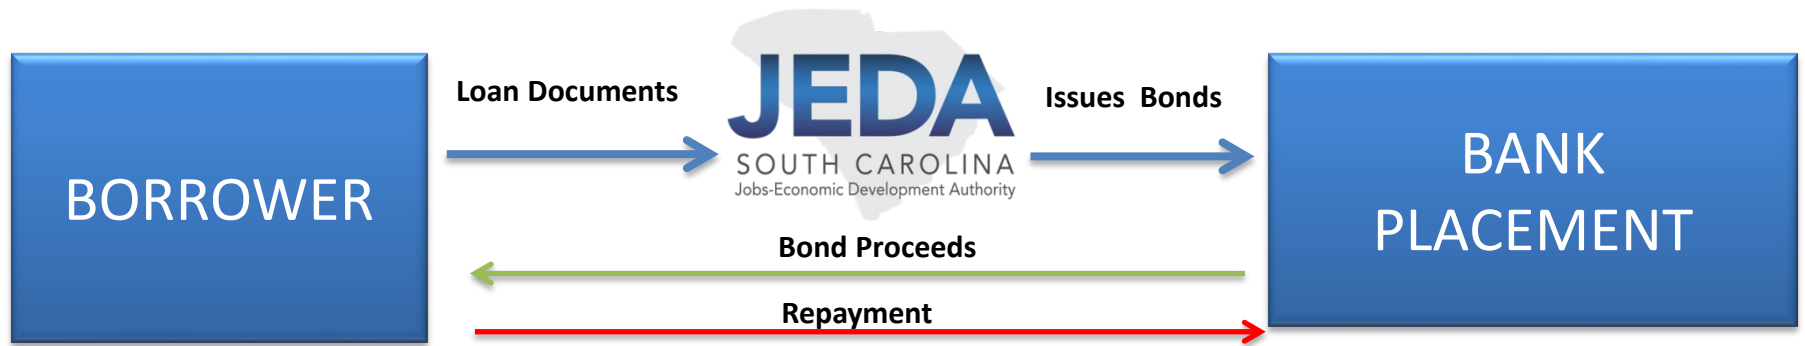 BORROWER
Loan Documents
JEDA
SOUTH CAROLINA
Jobs-Economic Development Authority
Issues Bonds
BANK
PLACEMENT
Bond Proceeds
Repayment